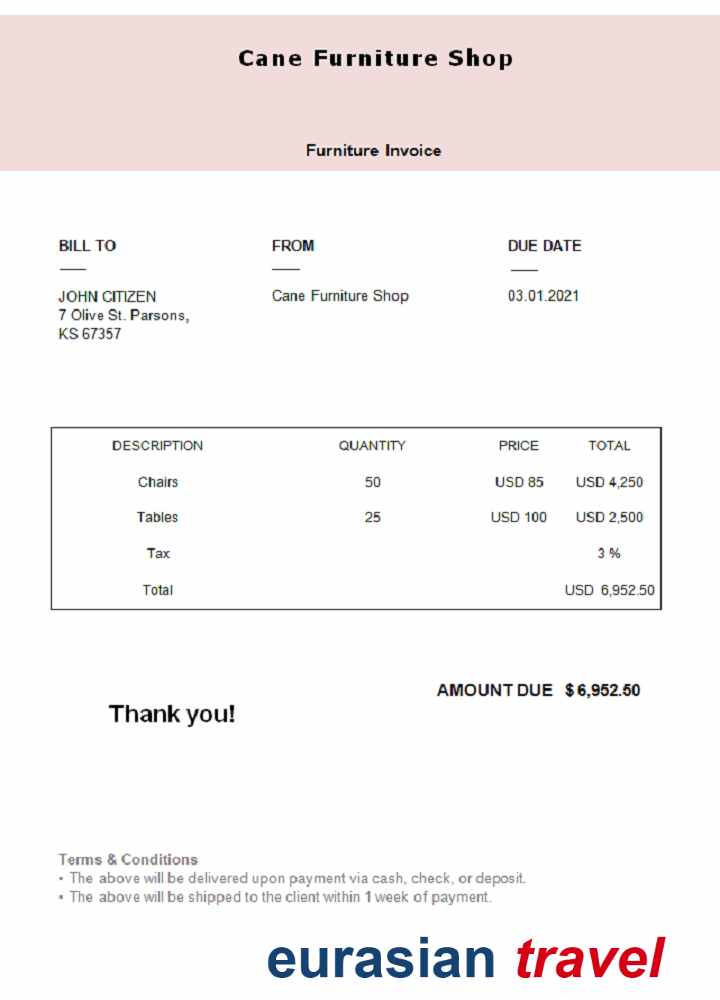 Cane Furniture Shop
Furniture Invoice
BILL TO
FROM
DUE DATE
JOHN CITIZEN
7 Olive St. Parsons,
KS 67357
Cane Furniture Shop
03.01.2021
DESCRIPTION QUANTITY PRICE TOTAL
Chairs 50 USD 85 USD 4,250
Tables 25 USD 100 USD 2,500
Tax 3 %
Total USD 6,952.50
AMOUNT DUE $ 6,952.50
Thank you!
Terms & Conditions
• The above will be delivered upon payment via cash, check, or deposit.
• The above will be shipped to the client within 1 week of payment.
eurasian travel